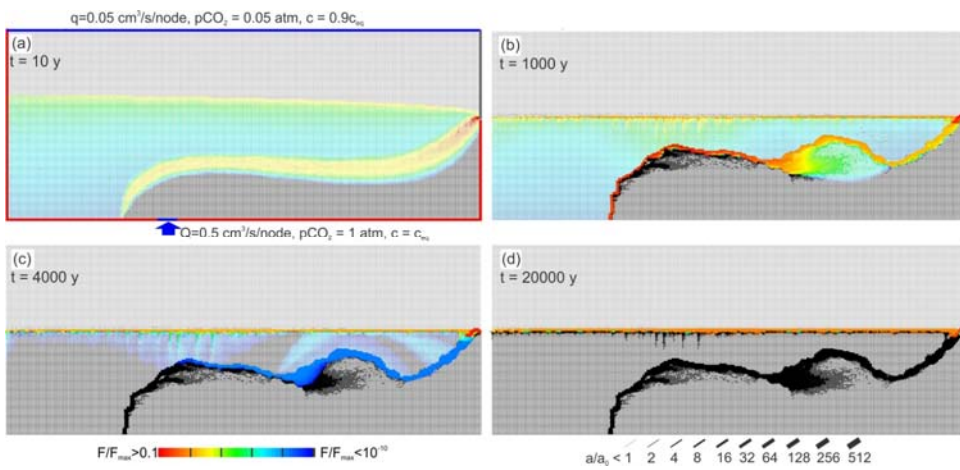 q=0.05 cm³/s/node, pCO₂ = 0.05 atm, c = 0.9c_eq
(a)
t = 10 y
(b)
t = 1000 y
Q=0.5 cm³/s/node, pCO₂ = 1 atm, c = c_eq
(c)
t = 4000 y
(d)
t = 20000 y
F/F_max>0.1
F/F_max<10⁻¹⁰
a/a₀ < 1 2 4 8 16 32 64 128 256 512